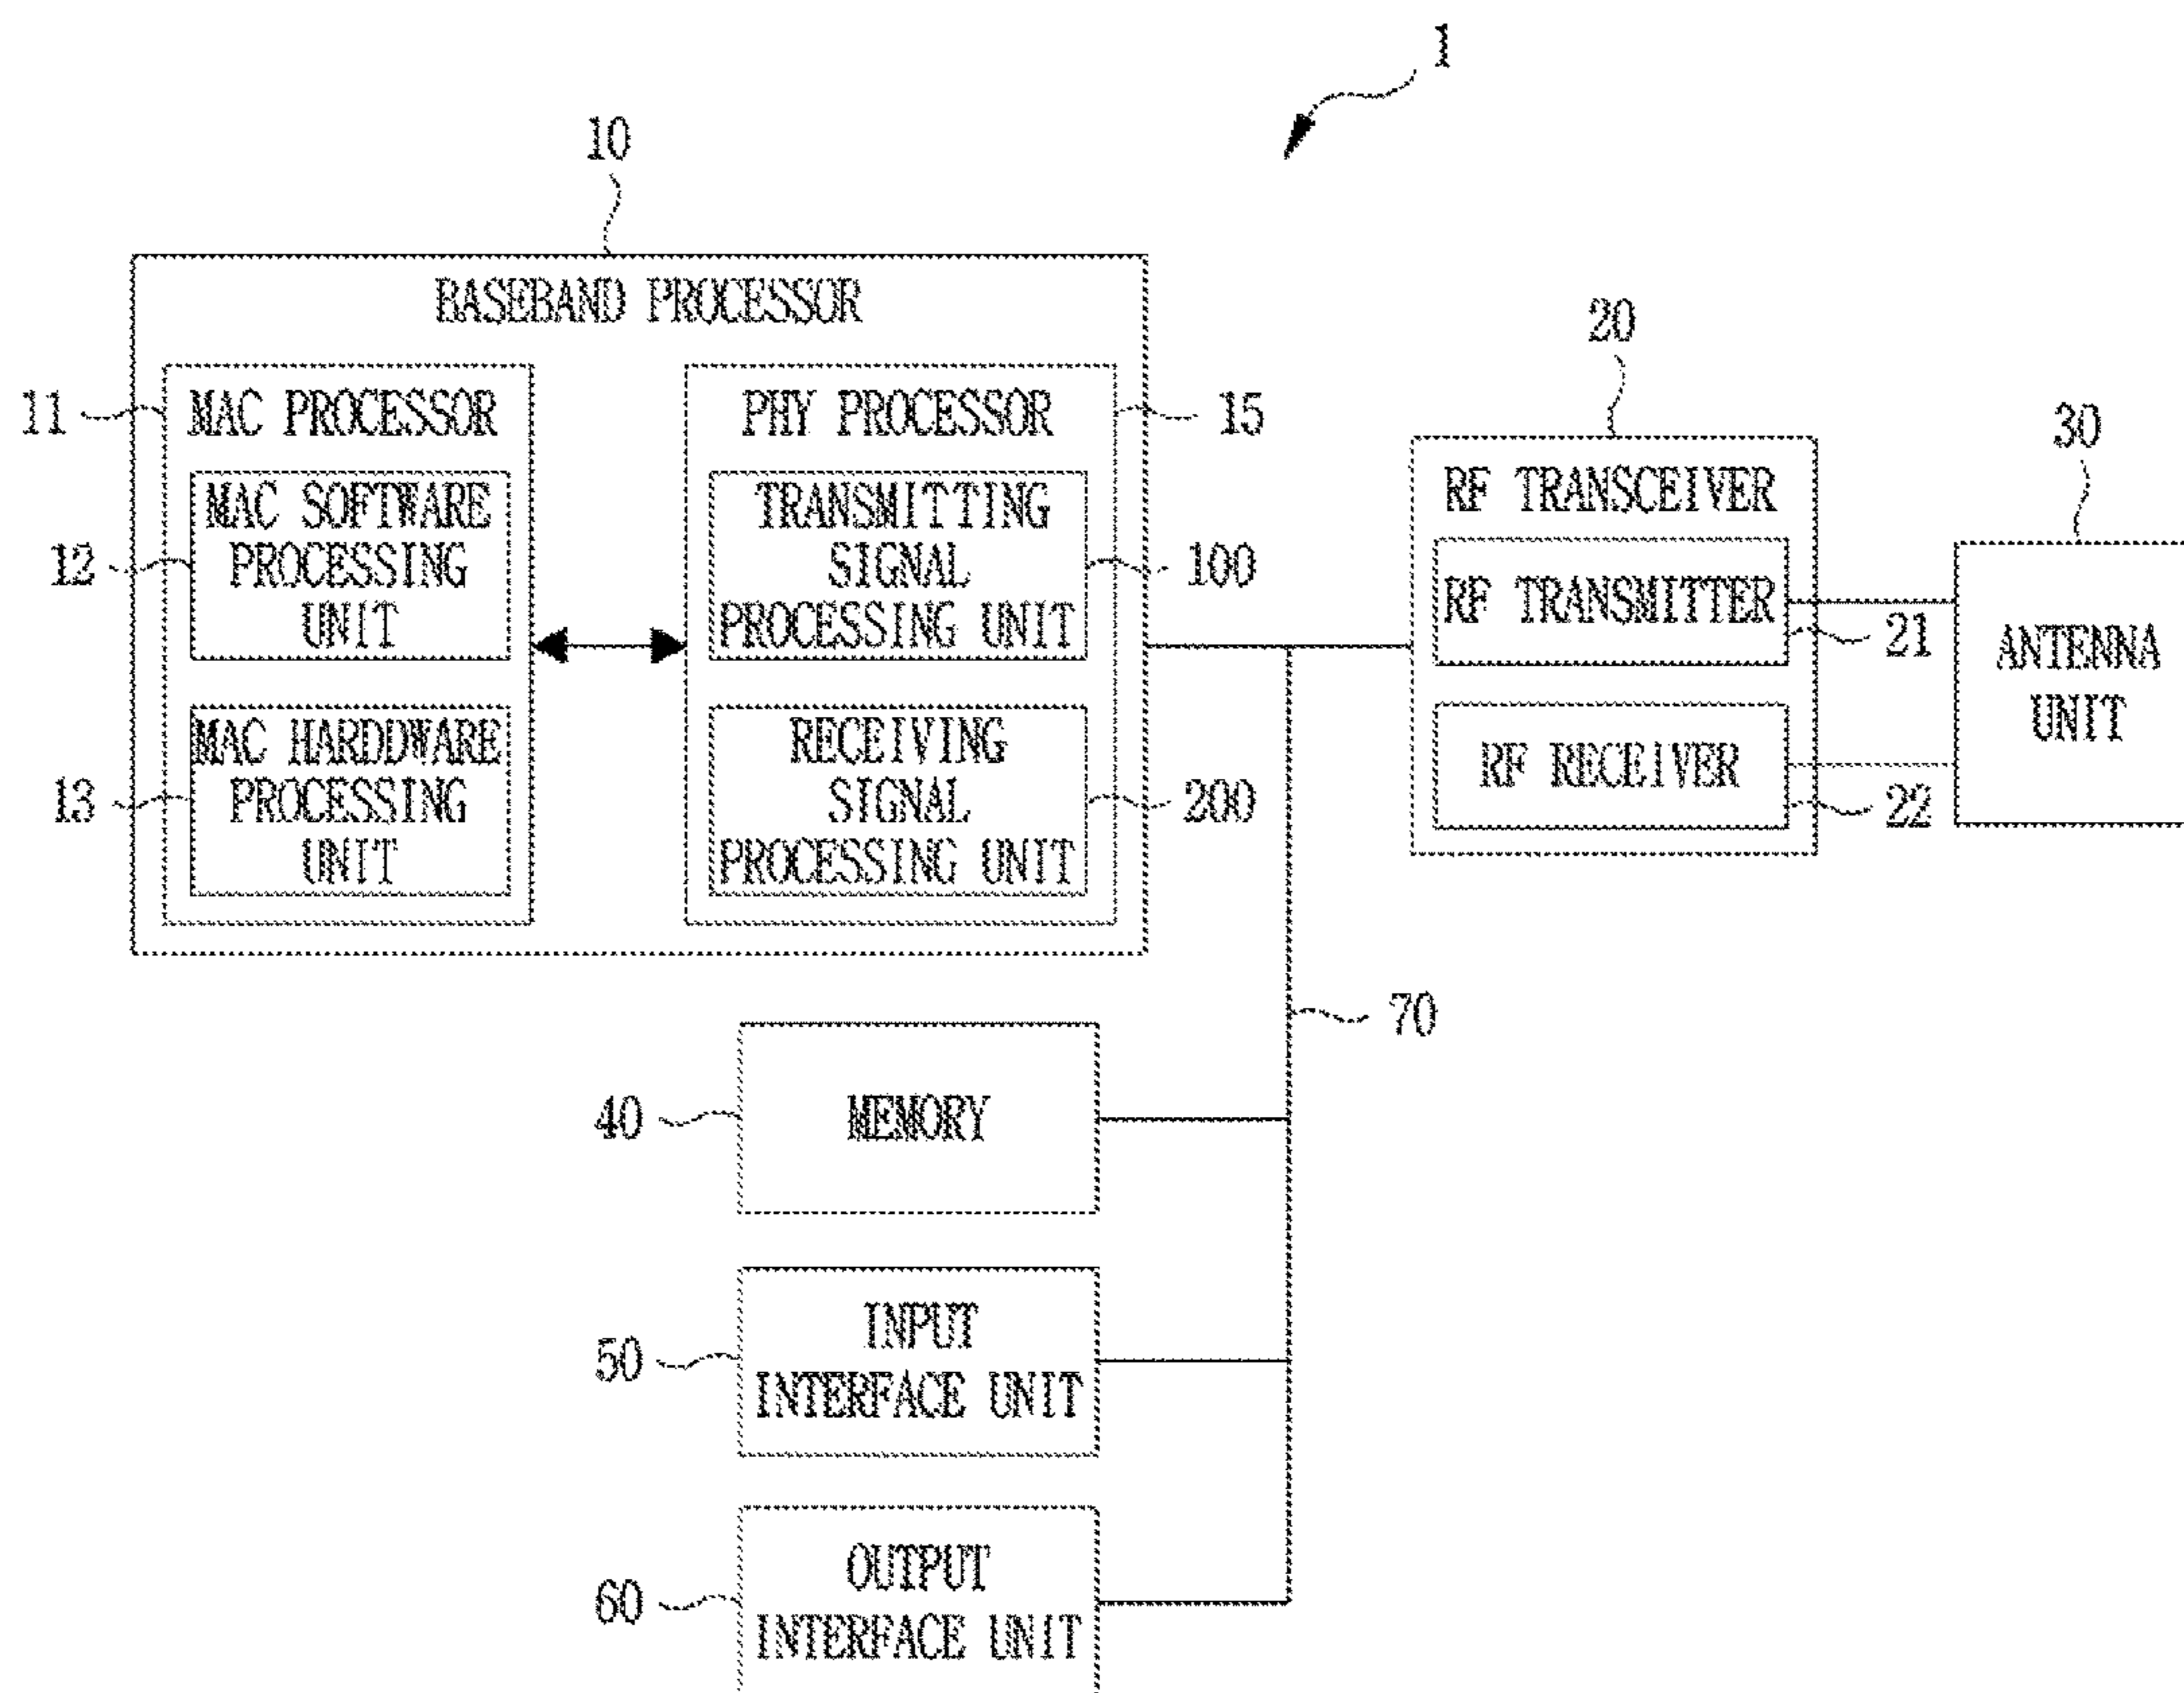 1
10
BASEBAND PROCESSOR
11
MAC PROCESSOR
12
MAC SOFTWARE
PROCESSING
UNIT
13
MAC HARDDWARE
PROCESSING
UNIT
PHY PROCESSOR
15
TRANSMITTING
SIGNAL
PROCESSING UNIT
100
RECEIVING
SIGNAL
PROCESSING UNIT
200
20
RF TRANSCEIVER
RF TRANSMITTER
21
RF RECEIVER
22
30
ANTENNA
UNIT
70
40
MEMORY
50
INPUT
INTERFACE UNIT
60
OUTPUT
INTERFACE UNIT